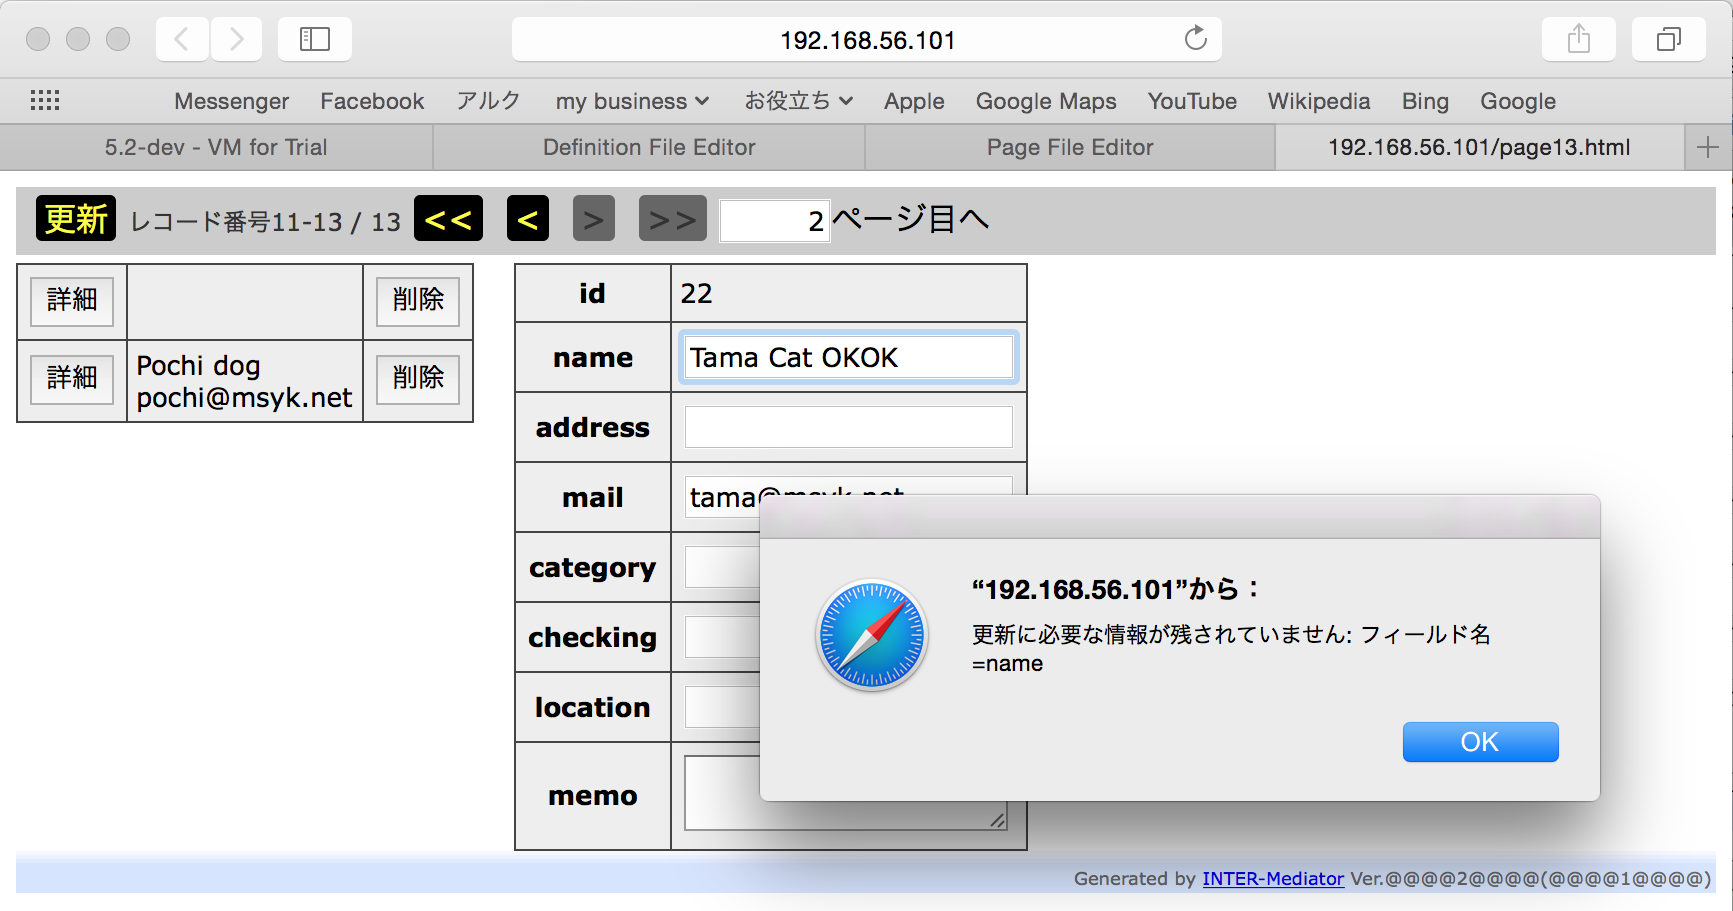 192.168.56.101
Messenger Facebook アルク my business お役立ち Apple Google Maps YouTube Wikipedia Bing Google
5.2-dev - VM for Trial Definition File Editor Page File Editor 192.168.56.101/page13.html
更新 レコード番号11-13 / 13 << < > >> 2ページ目へ
詳細 削除
詳細 Pochi dog
pochi@msyk.net 削除
id 22
name Tama Cat OKOK
address
mail tama@msyk.net
category
checking
location
memo
“192.168.56.101”から：
更新に必要な情報が残されていません: フィールド名
=name
OK
Generated by INTER-Mediator Ver.@@@@2@@@@(@@@@1@@@@)